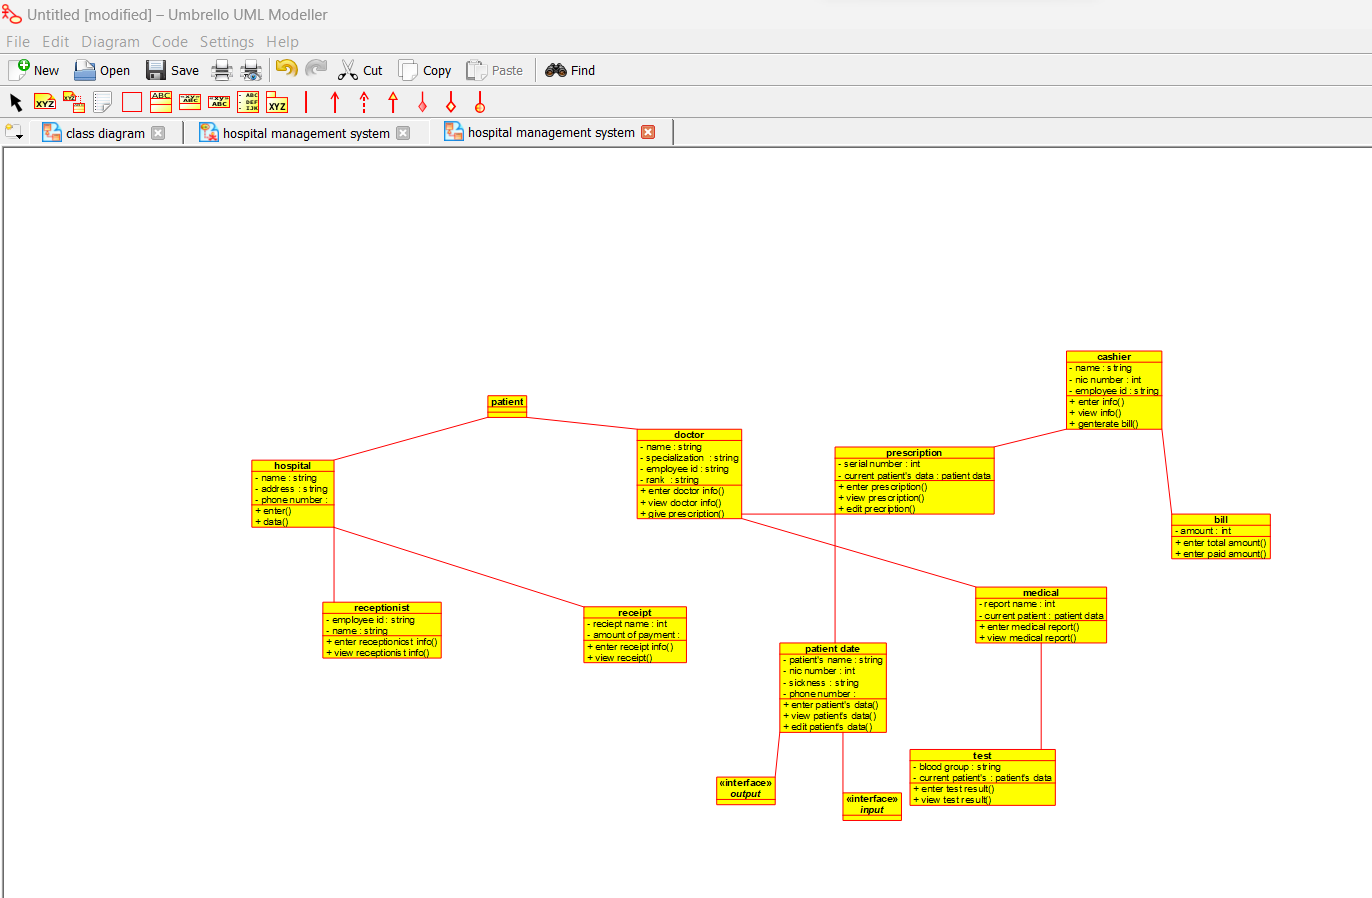 Untitled [modified] – Umbrello UML Modeller
File Edit Diagram Code Settings Help
New Open Save Cut Copy Paste Find
class diagram hospital management system hospital management system
patient
hospital
- name : string
- address : string
- phone number :
+ enter()
+ data()
doctor
- name : string
- specialization : string
- employee id : string
- rank : string
+ enter doctor info()
+ view doctor info()
+ give prescription()
prescription
- serial number : int
- current patient's data : patient data
+ enter prescription()
+ view prescription()
+ edit precription()
cashier
- name : string
- nic number : int
- employee id : string
+ enter info()
+ view info()
+ genterate bill()
bill
- amount : int
+ enter total amount()
+ enter paid amount()
receptionist
- employee id : string
- name : string
+ enter receptionist info()
+ view receptionist info()
receipt
- reciept name : int
- amount of payment :
+ enter receipt info()
+ view receipt()
patient date
- patient's name : string
- nic number : int
- sickness : string
- phone number :
+ enter patient's data()
+ view patient's data()
+ edit patient's data()
medical
- report name : int
- current patient : patient data
+ enter medical report()
+ view medical report()
test
- blood group : string
- current patient's : patient's data
+ enter test result()
+ view test result()
«interface»
output
«interface»
input